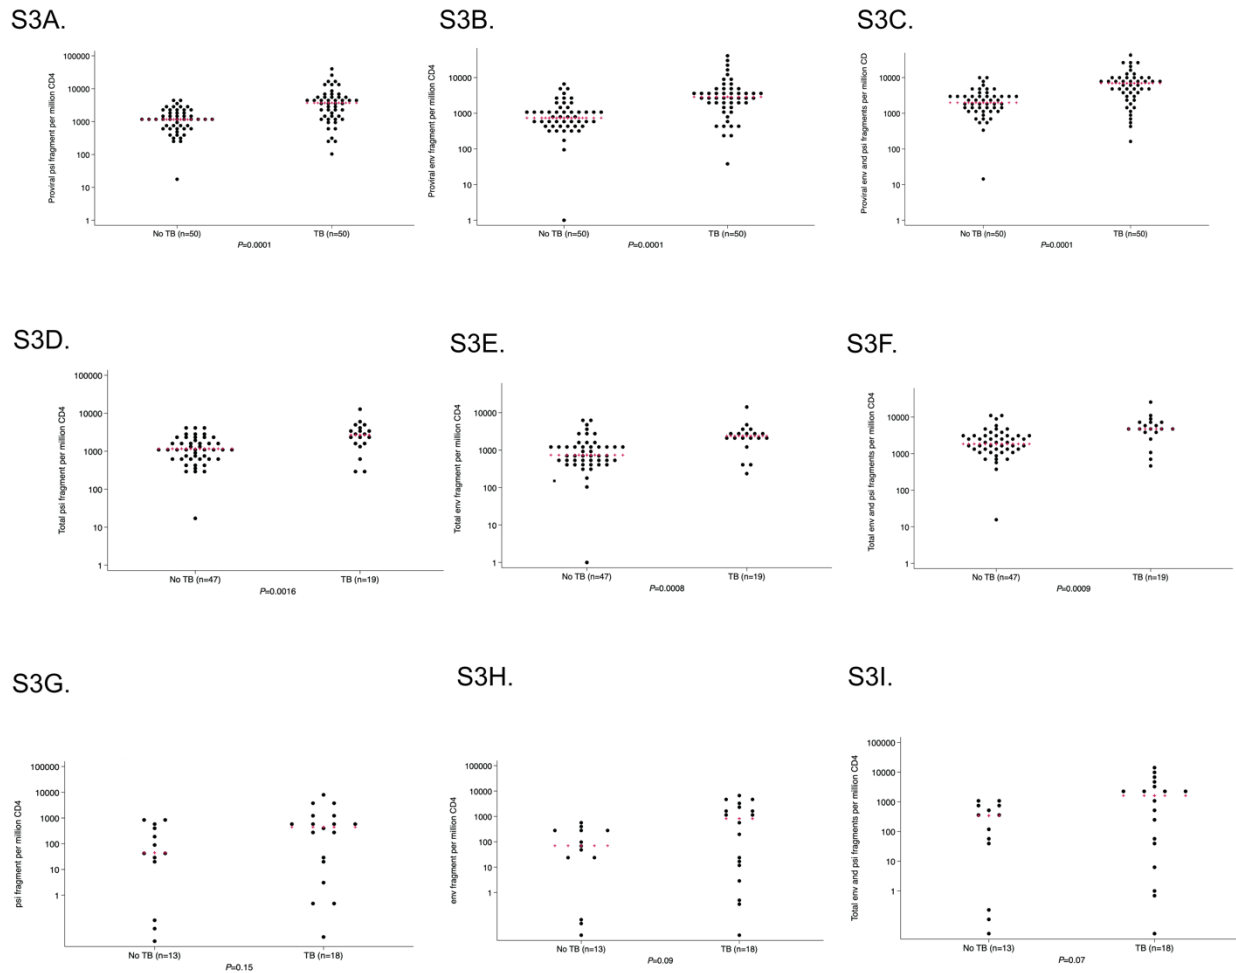 S3A.
Proviral psi fragment per million CD4
100000
10000
1000
100
10
1
No TB (n=50)
TB (n=50)
P=0.0001
S3B.
Proviral env fragment per million CD4
100000
10000
1000
100
10
1
No TB (n=50)
TB (n=50)
P=0.0001
S3C.
Proviral env and psi fragments per million CD
100000
10000
1000
100
10
1
No TB (n=50)
TB (n=50)
P=0.0001
S3D.
Total psi fragment per million CD4
100000
10000
1000
100
10
1
No TB (n=47)
TB (n=19)
P=0.0016
S3E.
Total env fragment per million CD4
10000
1000
100
10
1
No TB (n=47)
TB (n=19)
P=0.0008
S3F.
Total env and psi fragments per million CD4
10000
1000
100
10
1
No TB (n=47)
TB (n=19)
P=0.0009
S3G.
psi fragment per million CD4
100000
10000
1000
100
10
1
No TB (n=13)
TB (n=18)
P=0.15
S3H.
env fragment per million CD4
100000
10000
1000
100
10
1
No TB (n=13)
TB (n=18)
P=0.09
S3I.
Total env and psi fragments per million CD4
100000
10000
1000
100
10
1
No TB (n=13)
TB (n=18)
P=0.07